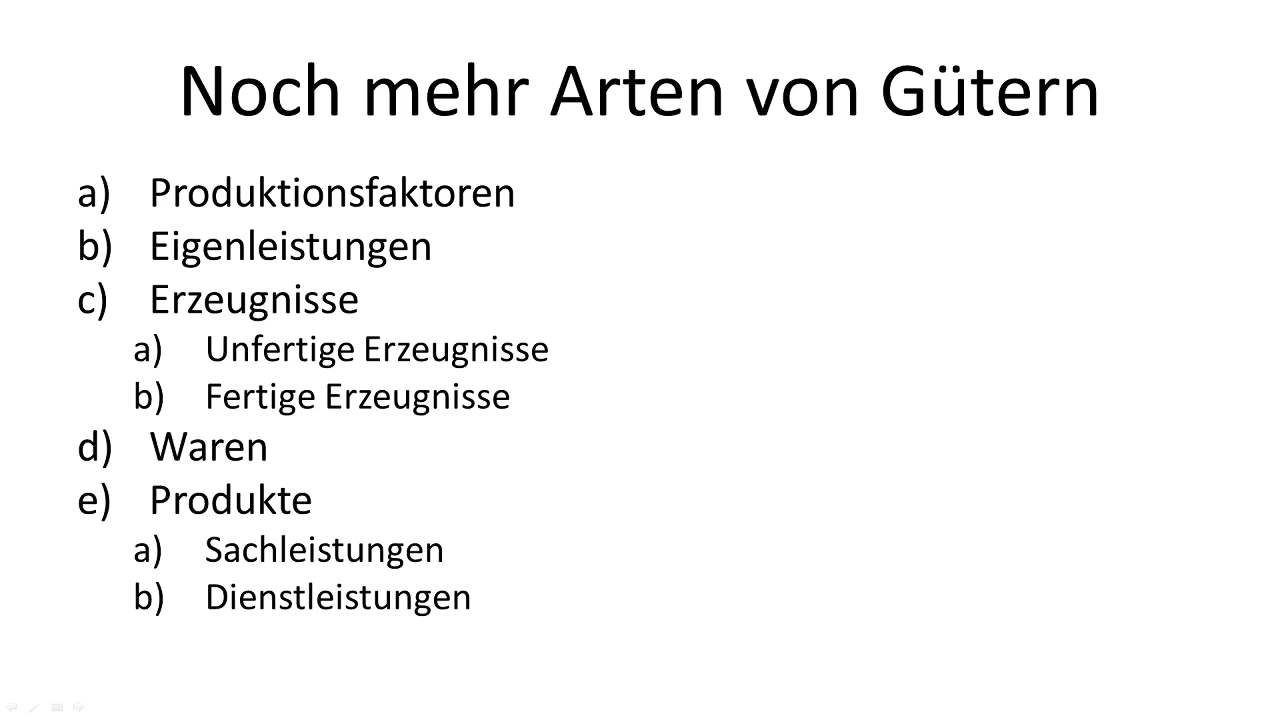 Noch mehr Arten von Gütern
a) Produktionsfaktoren
b) Eigenleistungen
c) Erzeugnisse
a) Unfertige Erzeugnisse
b) Fertige Erzeugnisse
d) Waren
e) Produkte
a) Sachleistungen
b) Dienstleistungen